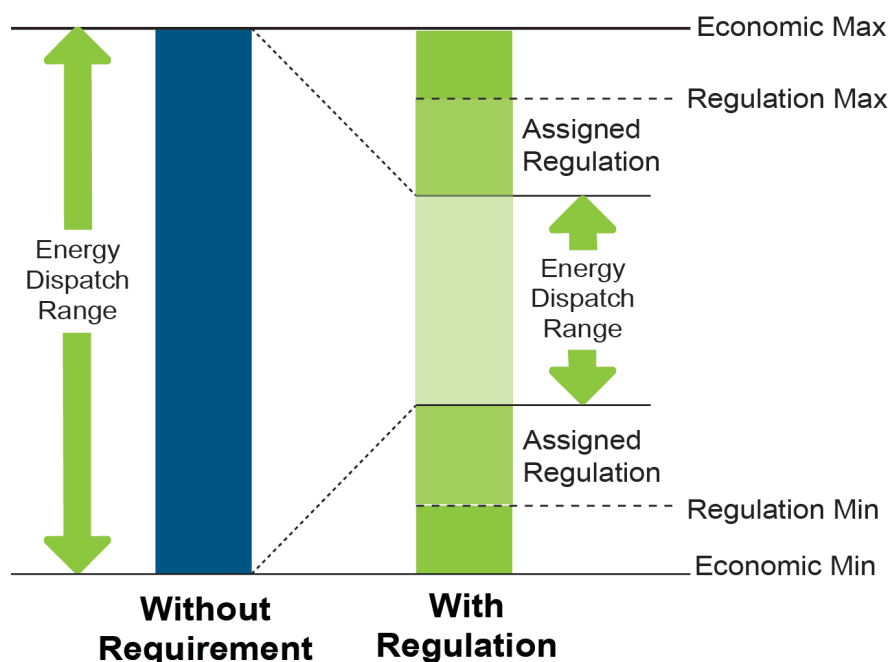 Economic Max
Regulation Max
Assigned
Regulation
Energy
Dispatch
Range
Energy
Dispatch
Range
Assigned
Regulation
Regulation Min
Economic Min
Without
Requirement
With
Regulation